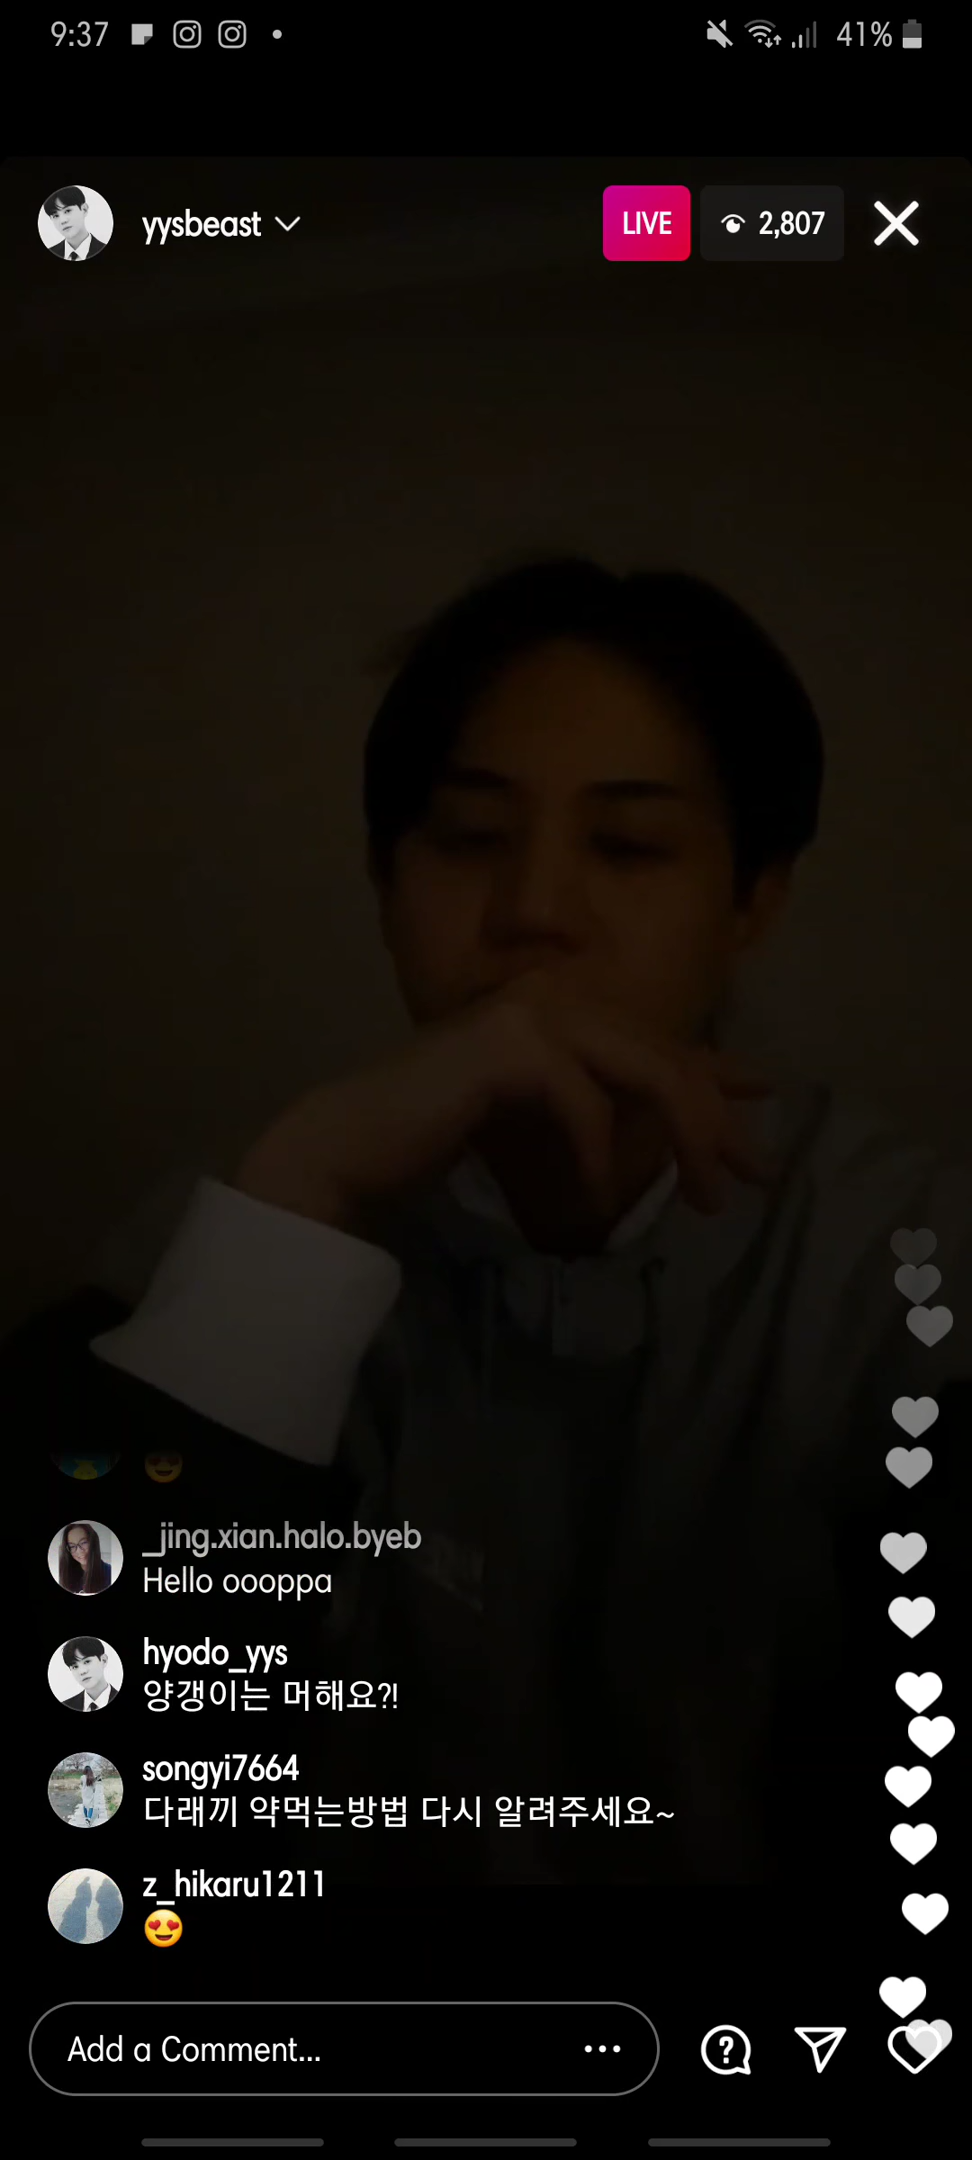 9:37
41%
yysbeast
LIVE
2,807
_jing.xian.halo.byeb
Hello oooppa
hyodo_yys
양갱이는 머해요?!
songyi7664
다래끼 약먹는방법 다시 알려주세요~
z_hikaru1211
Add a Comment...